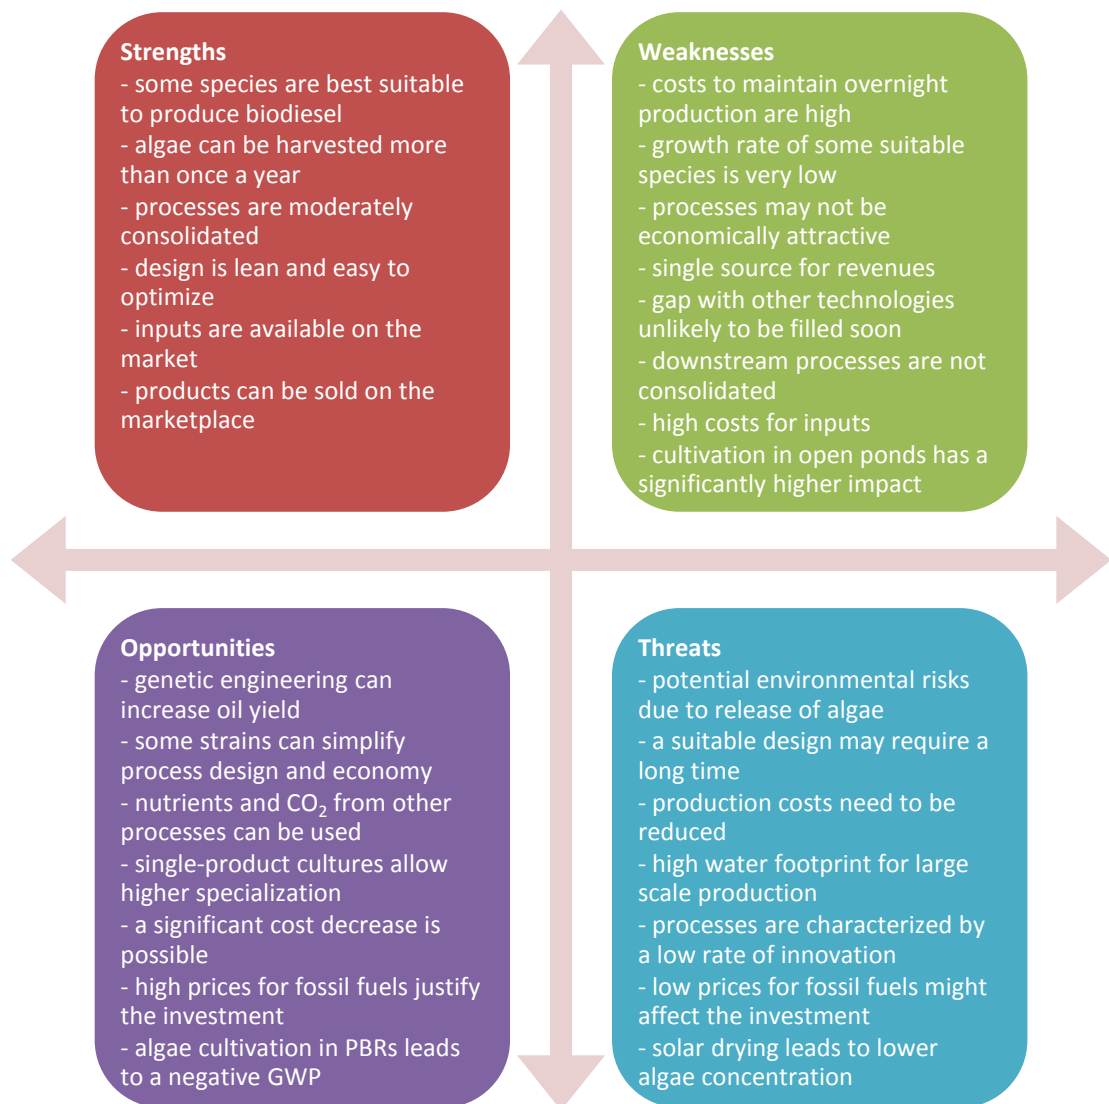 Strengths
- some species are best suitable
to produce biodiesel
- algae can be harvested more
than once a year
- processes are moderately
consolidated
- design is lean and easy to
optimize
- inputs are available on the
market
- products can be sold on the
marketplace
Weaknesses
- costs to maintain overnight
production are high
- growth rate of some suitable
species is very low
- processes may not be
economically attractive
- single source for revenues
- gap with other technologies
unlikely to be filled soon
- downstream processes are not
consolidated
- high costs for inputs
- cultivation in open ponds has a
significantly higher impact
Opportunities
- genetic engineering can
increase oil yield
- some strains can simplify
process design and economy
- nutrients and CO₂ from other
processes can be used
- single-product cultures allow
higher specialization
- a significant cost decrease is
possible
- high prices for fossil fuels justify
the investment
- algae cultivation in PBRs leads
to a negative GWP
Threats
- potential environmental risks
due to release of algae
- a suitable design may require a
long time
- production costs need to be
reduced
- high water footprint for large
scale production
- processes are characterized by
a low rate of innovation
- low prices for fossil fuels might
affect the investment
- solar drying leads to lower
algae concentration